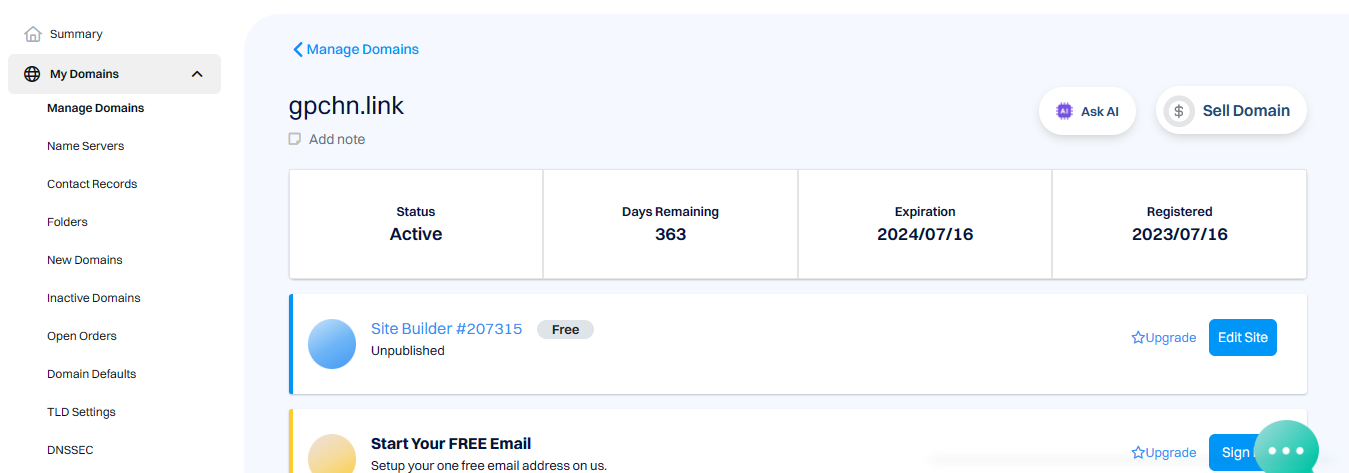 Summary
My Domains
Manage Domains
Name Servers
Contact Records
Folders
New Domains
Inactive Domains
Open Orders
Domain Defaults
TLD Settings
DNSSEC
Manage Domains
gpchn.link
Add note
AI Ask AI
$ Sell Domain
Status
Active
Days Remaining
363
Expiration
2024/07/16
Registered
2023/07/16
Site Builder #207315 Free
Unpublished
Upgrade Edit Site
Start Your FREE Email
Setup your one free email address on us.
Upgrade Sign